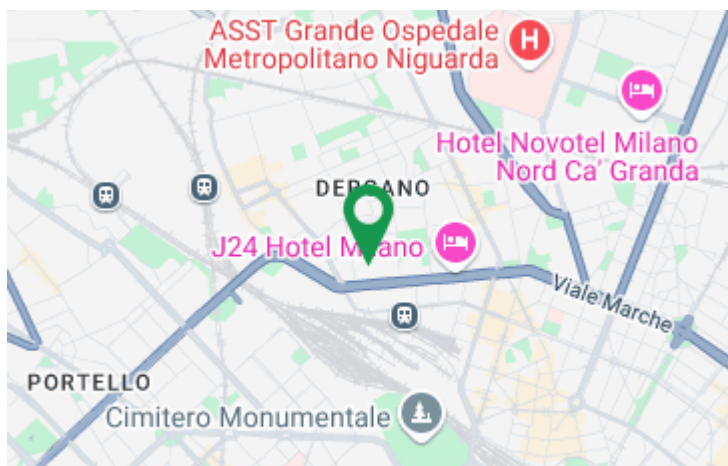 ASST Grande Ospedale
Metropolitano Niguarda
H
Hotel Novotel Milano
Nord Ca' Granda
DERGANO
J24 Hotel Milano
Viale Marche
PORTELLO
Cimitero Monumentale